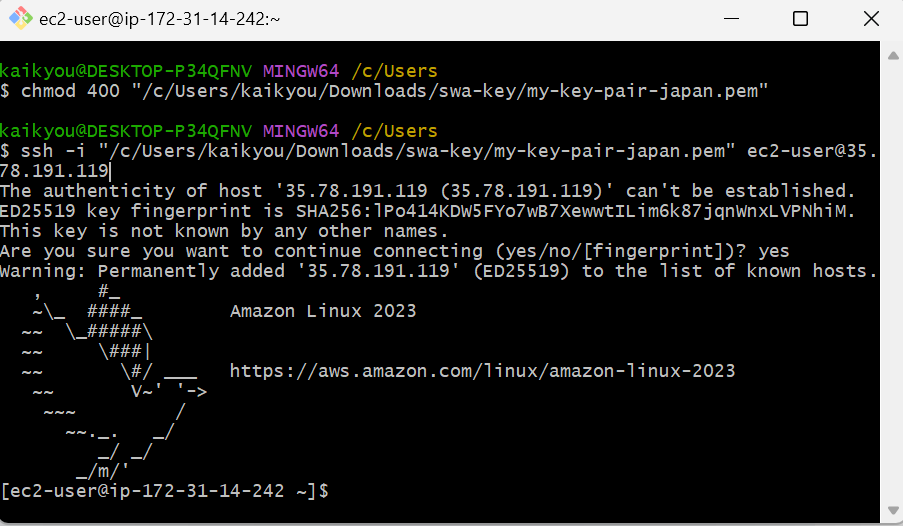 ec2-user@ip-172-31-14-242:~
kaikyou@DESKTOP-P34QFNV MINGW64 /c/Users
$ chmod 400 "/c/Users/kaikyou/Downloads/swa-key/my-key-pair-japan.pem"
kaikyou@DESKTOP-P34QFNV MINGW64 /c/Users
$ ssh -i "/c/Users/kaikyou/Downloads/swa-key/my-key-pair-japan.pem" ec2-user@35.
78.191.119
The authenticity of host '35.78.191.119 (35.78.191.119)' can't be established.
ED25519 key fingerprint is SHA256:lPo414KDW5FYo7wB7XewwtILim6k87jqnWnxLVPNhiM.
This key is not known by any other names.
Are you sure you want to continue connecting (yes/no/[fingerprint])? yes
Warning: Permanently added '35.78.191.119' (ED25519) to the list of known hosts.
   ,     #_
   ~\_  ####_        Amazon Linux 2023
  ~~  \_#####\
  ~~     \###|
  ~~       \#/ ___   https://aws.amazon.com/linux/amazon-linux-2023
   ~~       V~' '->
    ~~~         /
      ~~._.   _/
         _/ _/
       _/m/'
[ec2-user@ip-172-31-14-242 ~]$